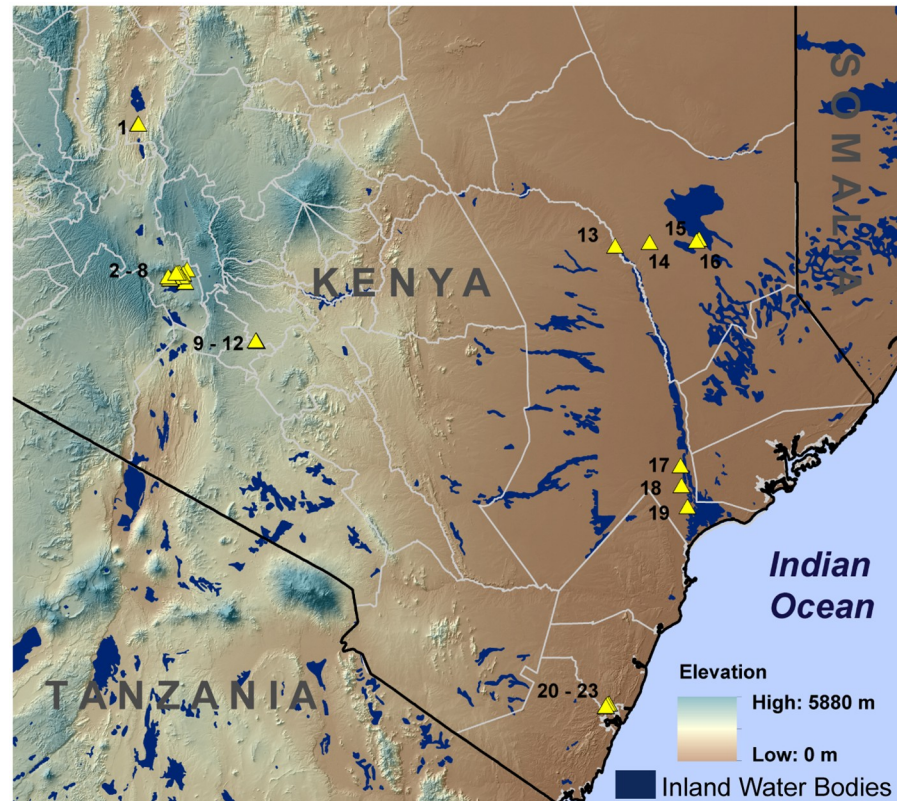 SOMALIA
1
2 - 8
13
14
15
16
KENYA
9 - 12
17
18
19
Indian
Ocean
TANZANIA
20 - 23
Elevation
High: 5880 m
Low: 0 m
Inland Water Bodies